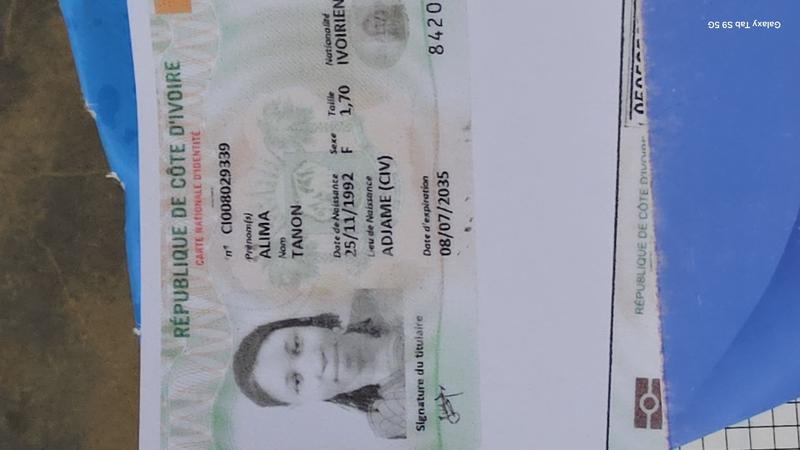 RÉPUBLIQUE DE CÔTE D'IVOIRE
CARTE NATIONALE D'IDENTITÉ
n° CI008029339
Prénom(s)
ALIMA
Nom
TANON
Date de Naissance Sexe Taille Nationalité
25/11/1992 F 1,70 IVOIRIEN
Lieu de Naissance
ADJAME (CIV)
Date d'expiration
08/07/2035
8420
Signature du titulaire
RÉPUBLIQUE DE CÔTE D'IVOIRE
Galaxy Tab S9 5G